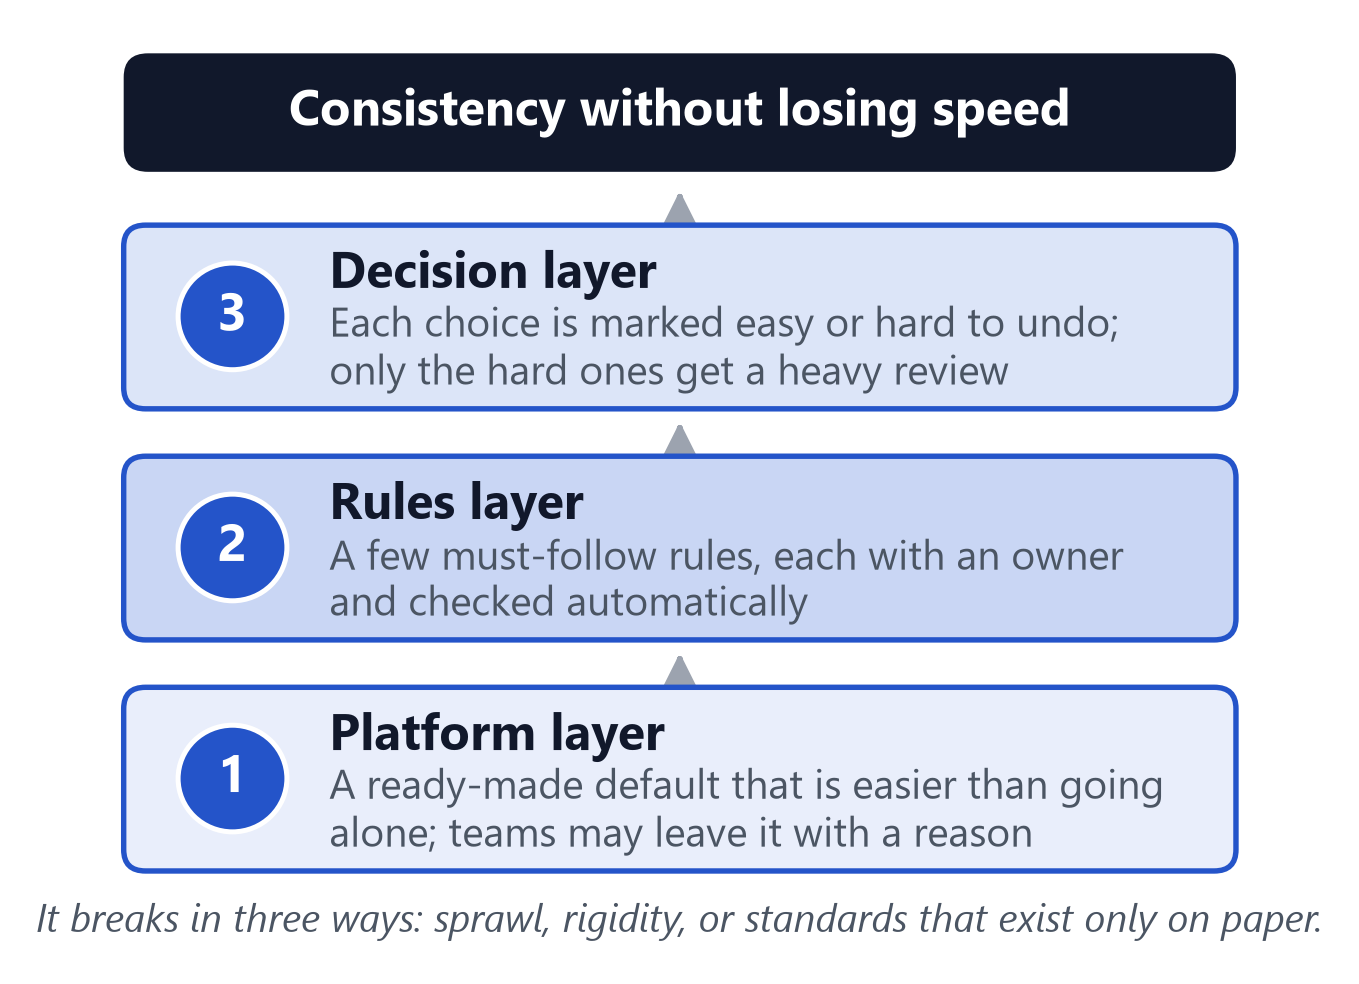 Consistency without losing speed
3
Decision layer
Each choice is marked easy or hard to undo;
only the hard ones get a heavy review
2
Rules layer
A few must-follow rules, each with an owner
and checked automatically
1
Platform layer
A ready-made default that is easier than going
alone; teams may leave it with a reason
It breaks in three ways: sprawl, rigidity, or standards that exist only on paper.